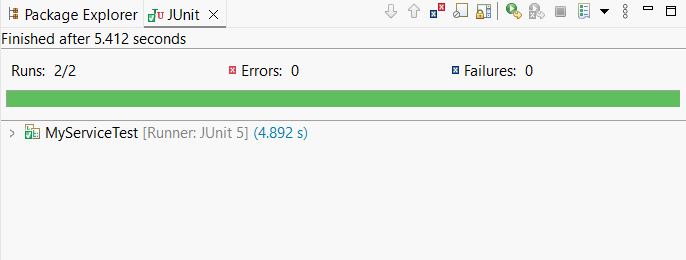 Package Explorer JUnit
Finished after 5.412 seconds
Runs: 2/2 Errors: 0 Failures: 0
MyServiceTest [Runner: JUnit 5] (4.892 s)